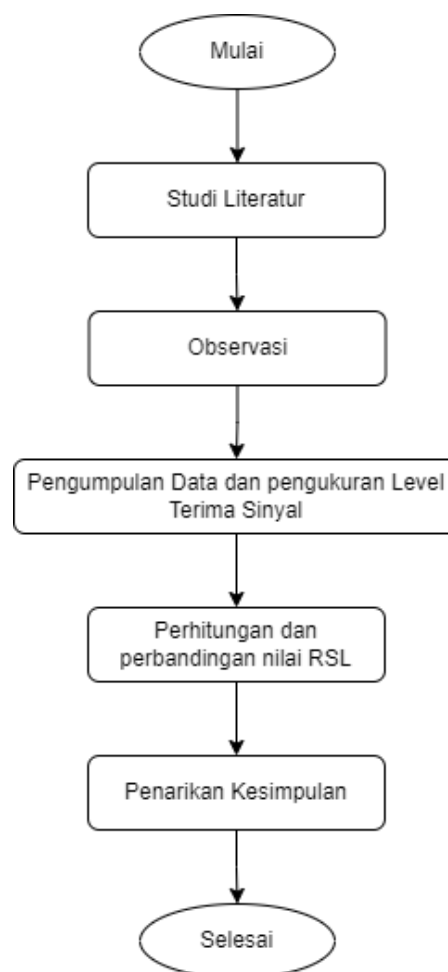 Mulai
Studi Literatur
Observasi
Pengumpulan Data dan pengukuran Level
Terima Sinyal
Perhitungan dan
perbandingan nilai RSL
Penarikan Kesimpulan
Selesai